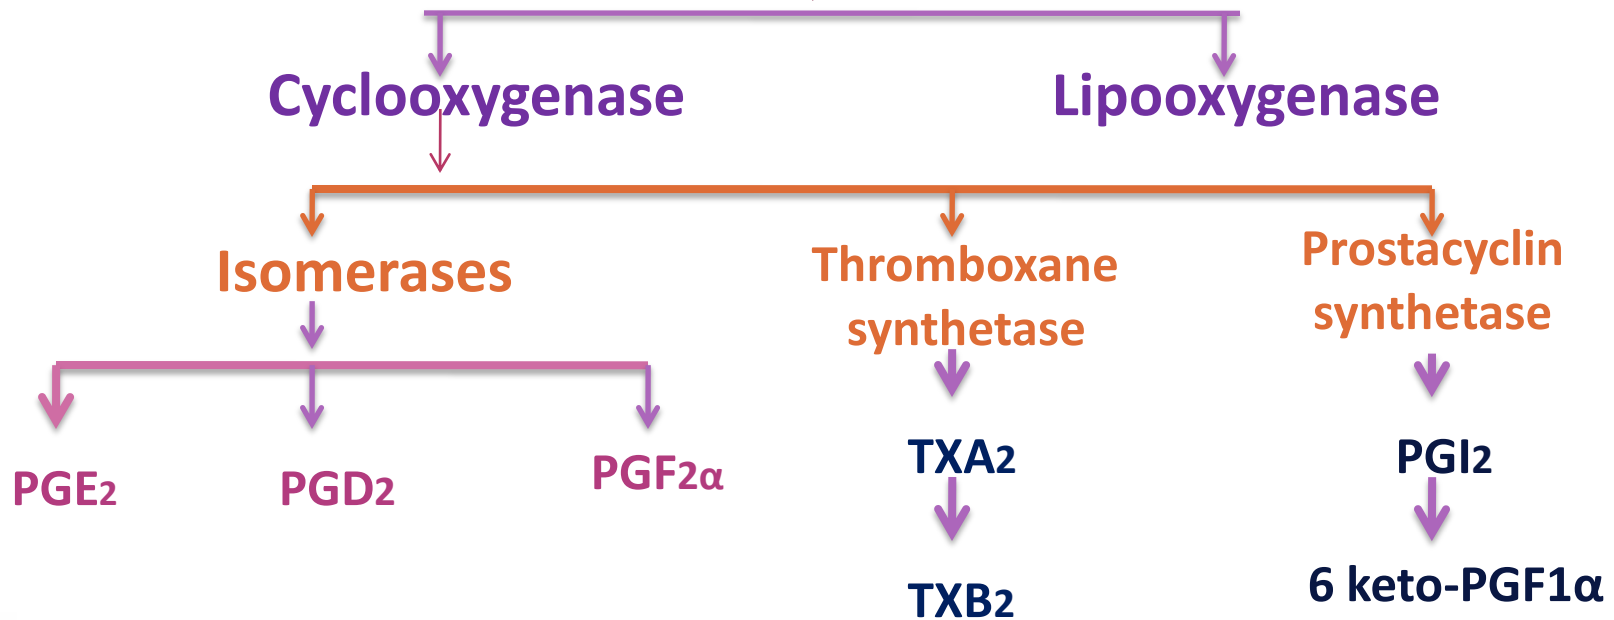 Cyclooxygenase
Lipooxygenase
Isomerases
Thromboxane
synthetase
Prostacyclin
synthetase
PGE2
PGD2
PGF2α
TXA2
PGI2
TXB2
6 keto-PGF1α